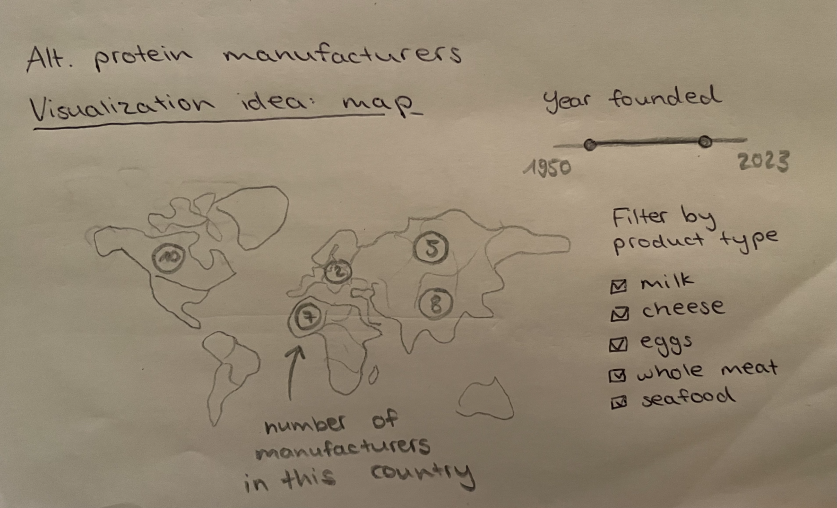 Alt. protein manufacturers
Visualization idea: map
Year founded
1950
2023
Filter by
product type
milk
cheese
eggs
whole meat
seafood
10
5
2
8
7
number of
manufacturers
in this country